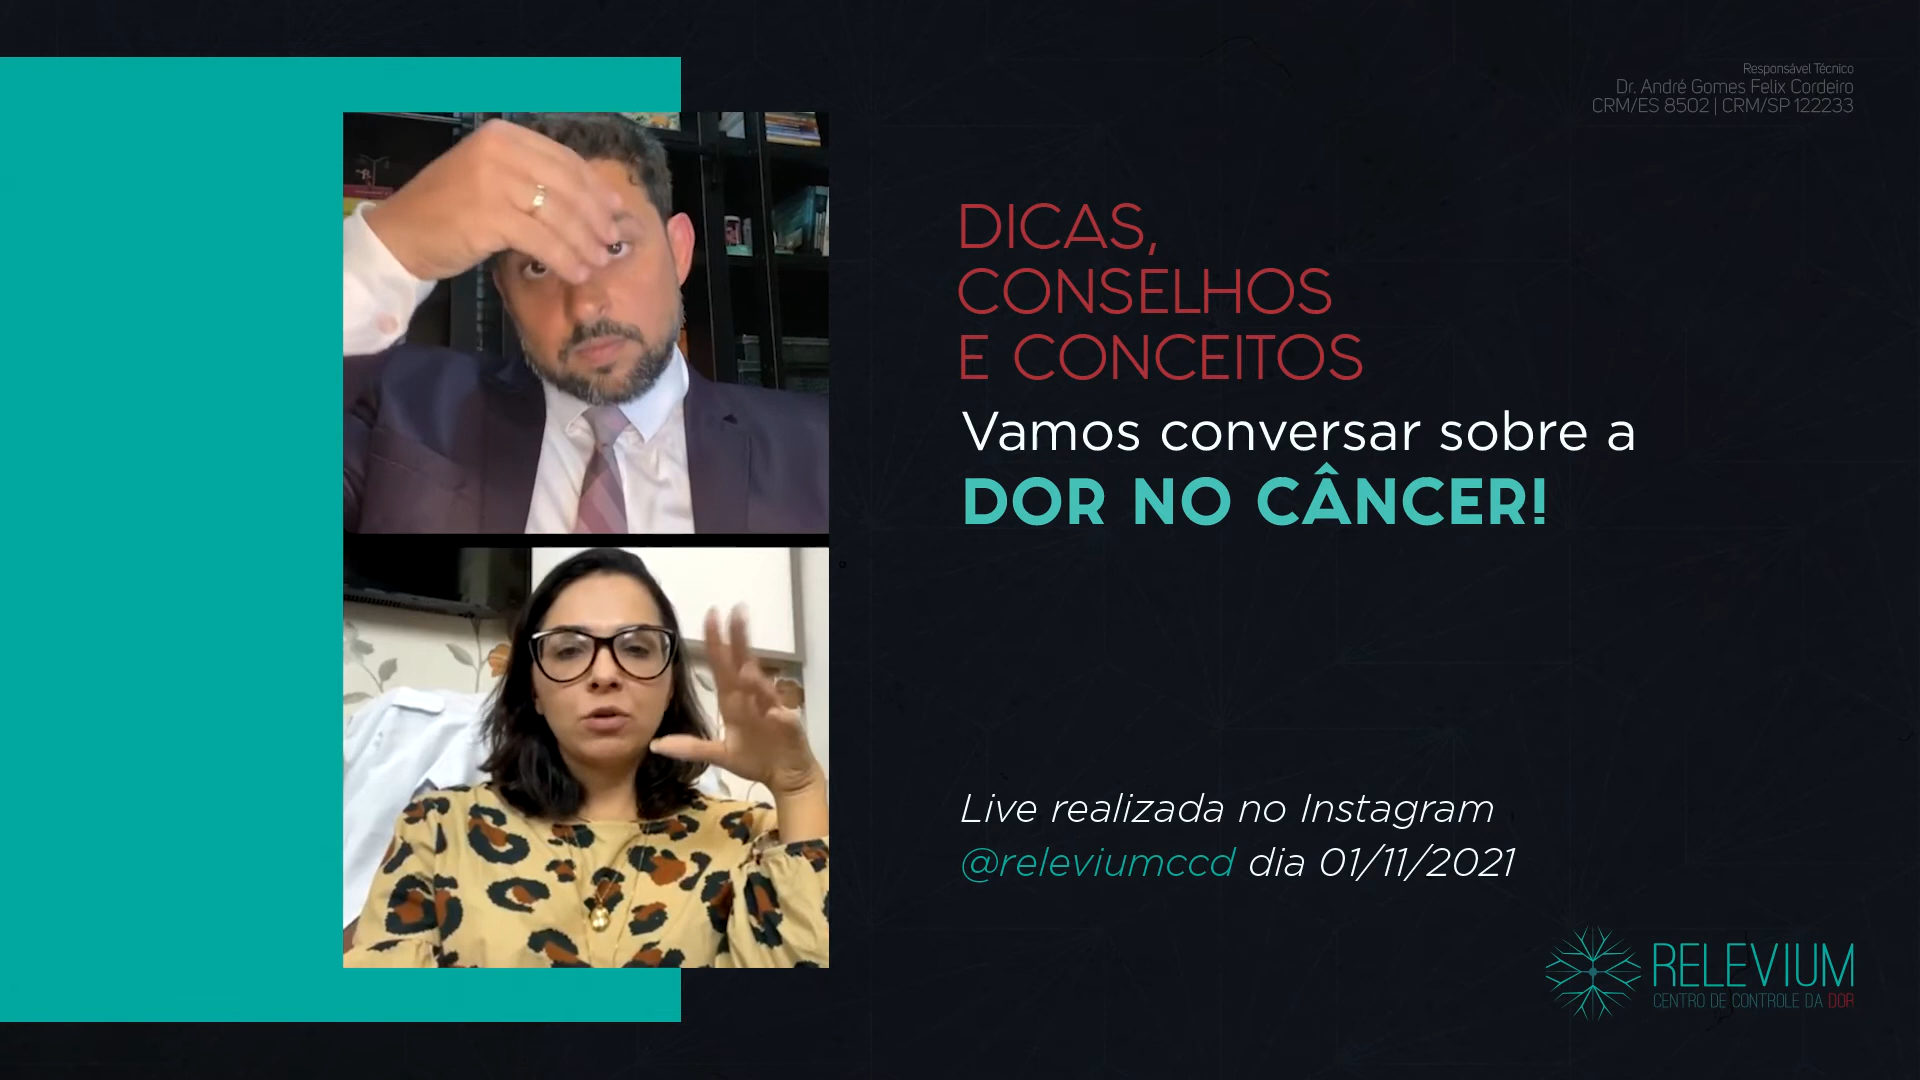 Responsável Técnico
Dr. André Gomes Felix Cordeiro
CRM/ES 8502 | CRM/SP 122233
DICAS,
CONSELHOS
E CONCEITOS
Vamos conversar sobre a
DOR NO CÂNCER!
Live realizada no Instagram
@releviumccd dia 01/11/2021
RELEVIUM
CENTRO DE CONTROLE DA DOR